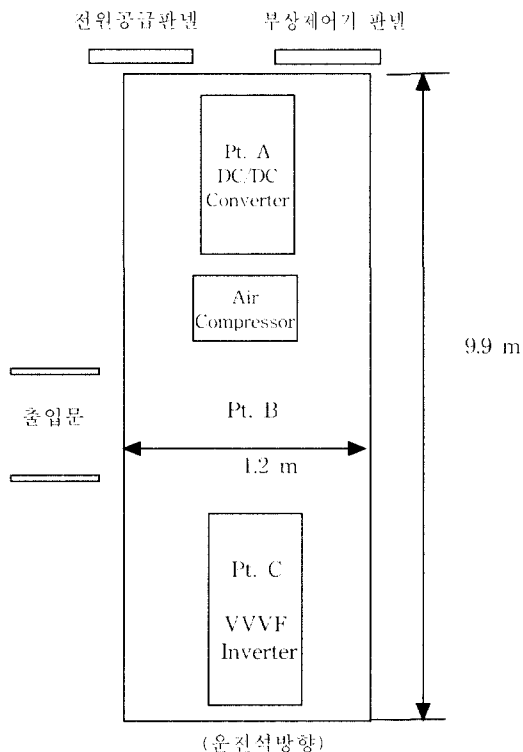 전원공급판넬
부상제어기 판넬
Pt. A
DC/DC
Converter
Air
Compressor
9.9 m
출입문
Pt. B
1.2 m
Pt. C
VVVF
Inverter
(운전석방향)